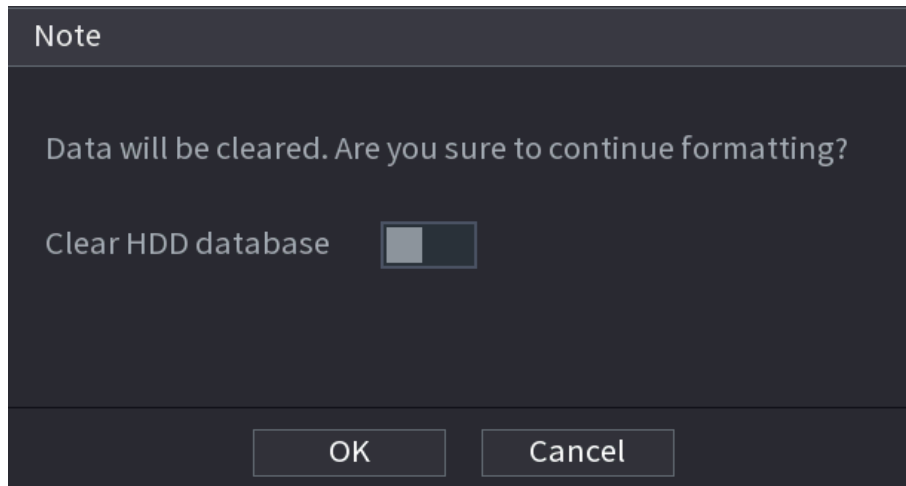 Note
Data will be cleared. Are you sure to continue formatting?
Clear HDD database
OK
Cancel